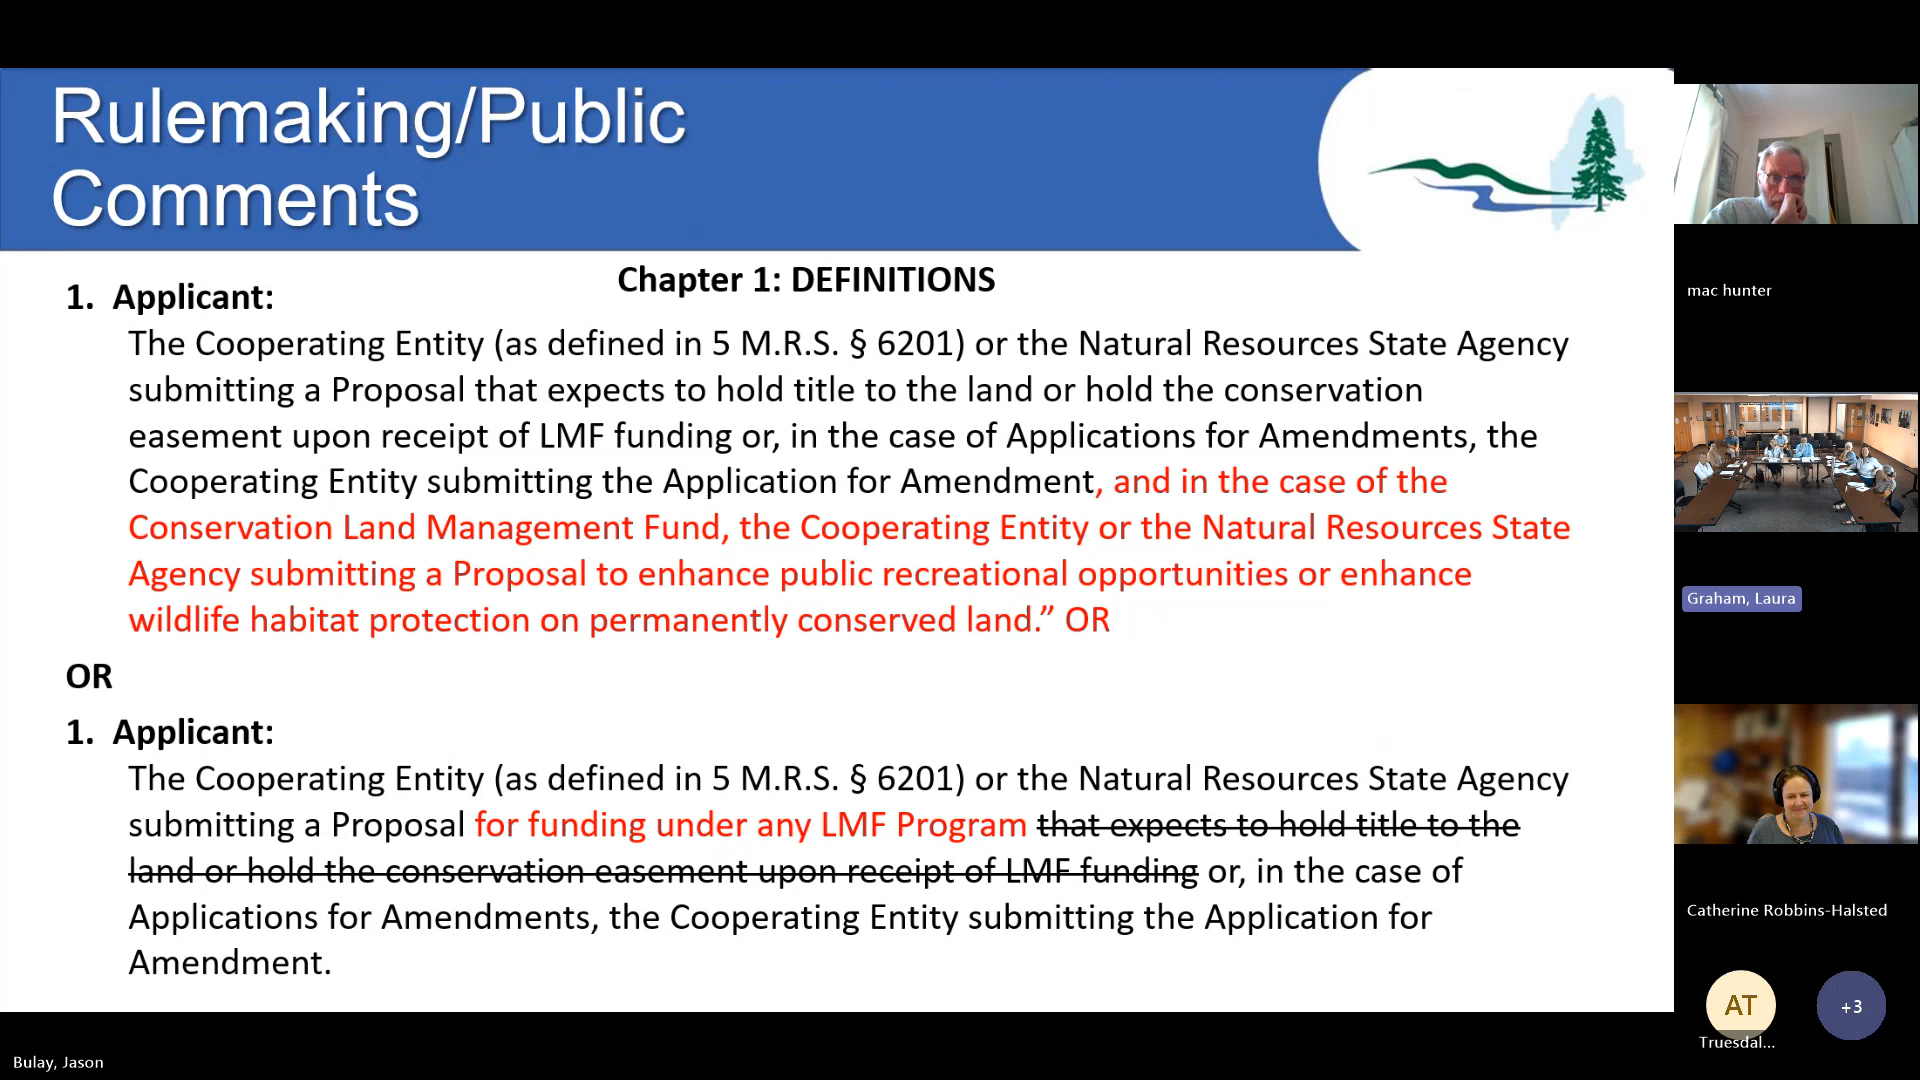 Rulemaking/Public
Comments
Chapter 1: DEFINITIONS
1. Applicant:
The Cooperating Entity (as defined in 5 M.R.S. § 6201) or the Natural Resources State Agency
submitting a Proposal that expects to hold title to the land or hold the conservation
easement upon receipt of LMF funding or, in the case of Applications for Amendments, the
Cooperating Entity submitting the Application for Amendment, and in the case of the
Conservation Land Management Fund, the Cooperating Entity or the Natural Resources State
Agency submitting a Proposal to enhance public recreational opportunities or enhance
wildlife habitat protection on permanently conserved land.” OR
OR
1. Applicant:
The Cooperating Entity (as defined in 5 M.R.S. § 6201) or the Natural Resources State Agency
submitting a Proposal for funding under any LMF Program that expects to hold title to the
land or hold the conservation easement upon receipt of LMF funding or, in the case of
Applications for Amendments, the Cooperating Entity submitting the Application for
Amendment.
mac hunter
Graham, Laura
Catherine Robbins-Halsted
AT
+3
Truesdal...
Bulay, Jason